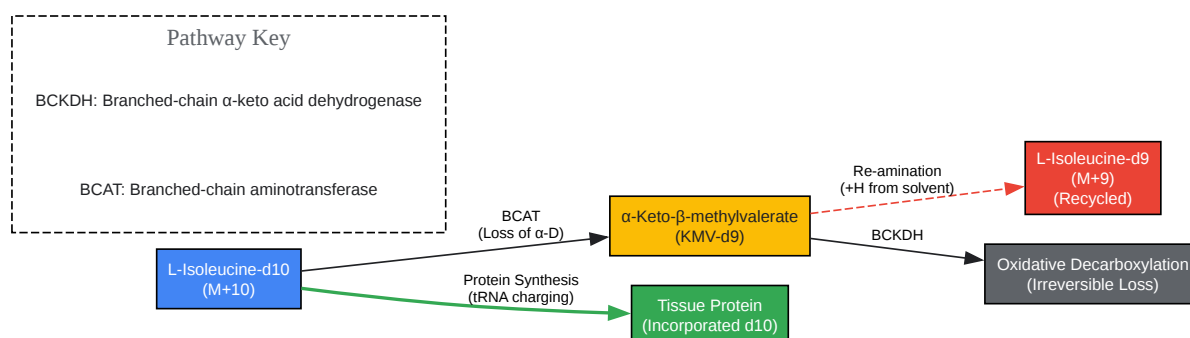 Pathway Key
BCKDH: Branched-chain α-keto acid dehydrogenase
BCAT: Branched-chain aminotransferase
L-Isoleucine-d10
(M+10)
BCAT
(Loss of α-D)
Protein Synthesis
(tRNA charging)
α-Keto-β-methylvalerate
(KMV-d9)
Tissue Protein
(Incorporated d10)
Re-amination
(+H from solvent)
BCKDH
L-Isoleucine-d9
(M+9)
(Recycled)
Oxidative Decarboxylation
(Irreversible Loss)